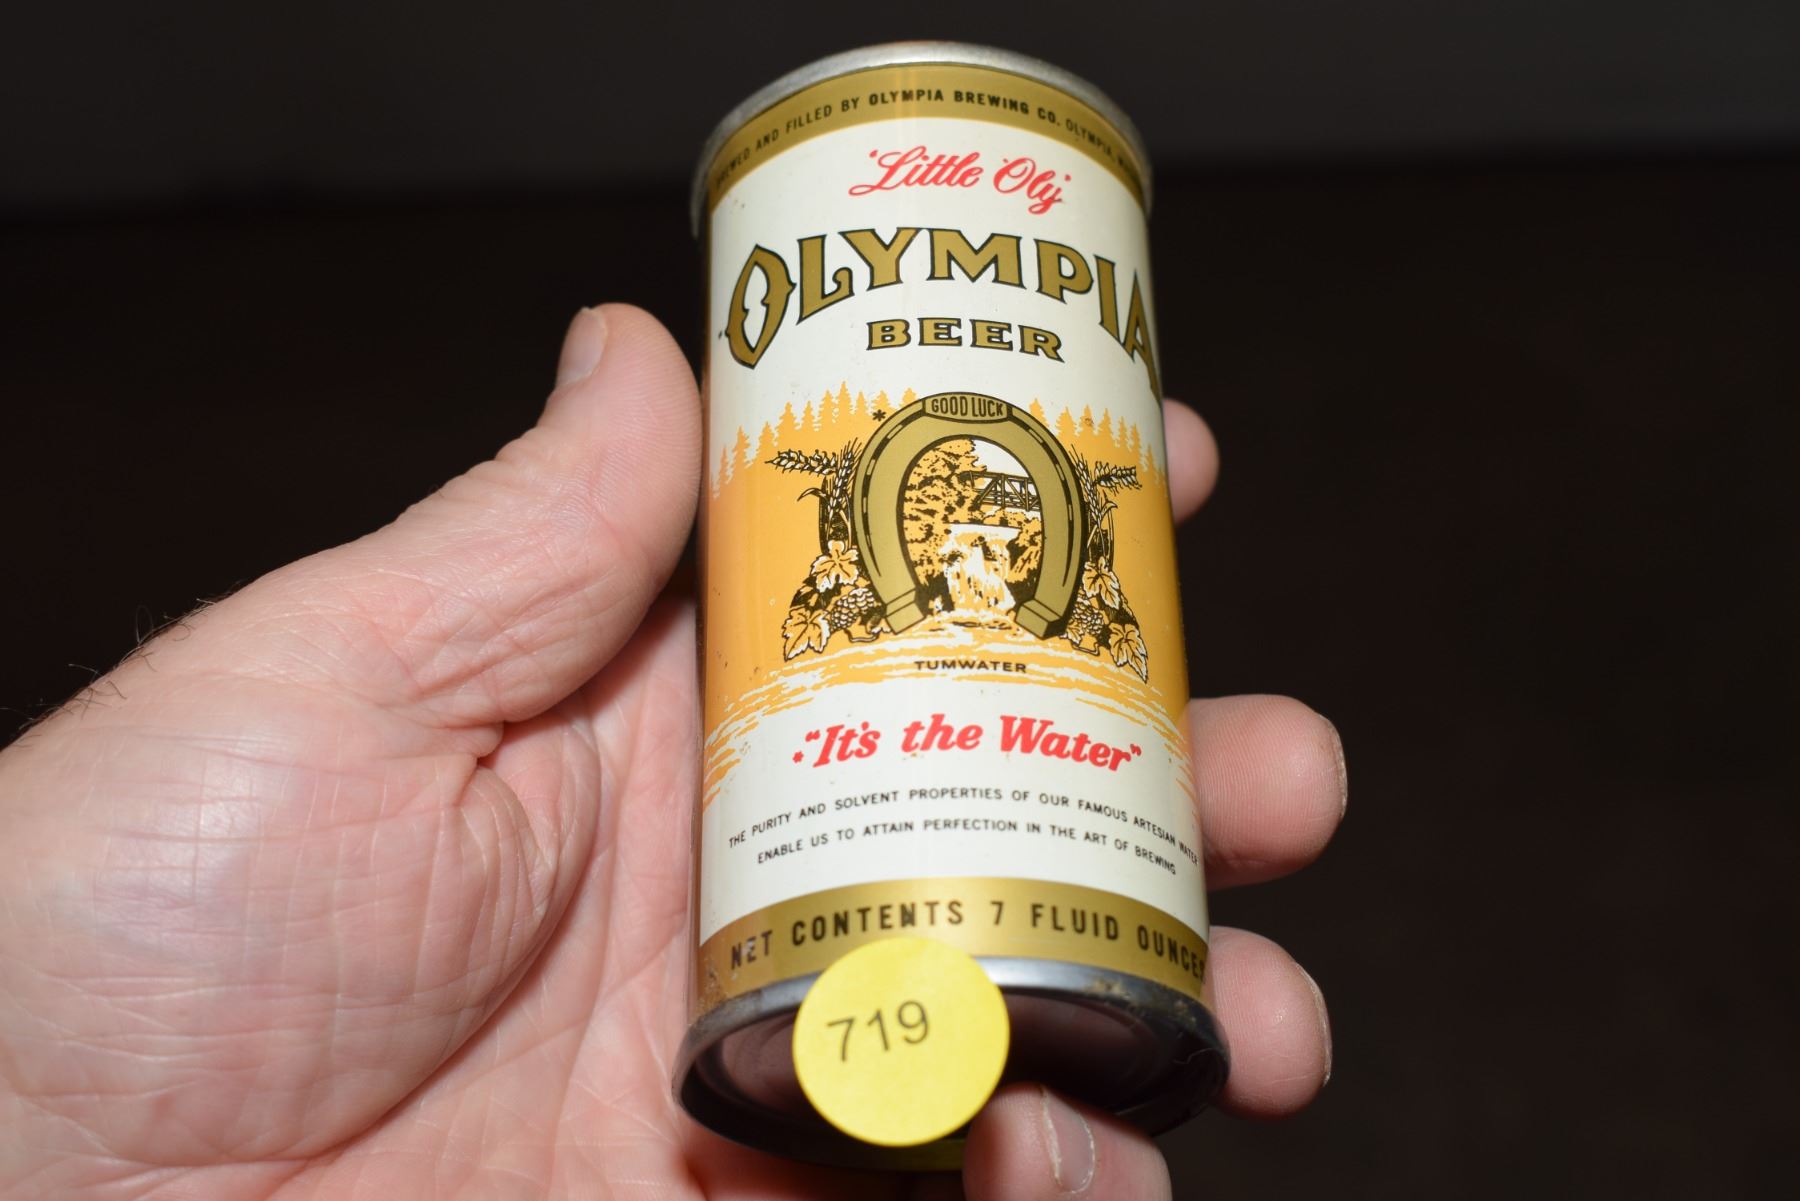 BREWED AND FILLED BY OLYMPIA BREWING CO. OLYMPIA,
'Little Oly'
OLYMPIA
BEER
*
GOOD LUCK
TUMWATER
*"It's the Water"
THE PURITY AND SOLVENT PROPERTIES OF OUR FAMOUS ARTESIAN WATER
ENABLE US TO ATTAIN PERFECTION IN THE ART OF BREWING
NET CONTENTS 7 FLUID OUNCES
719